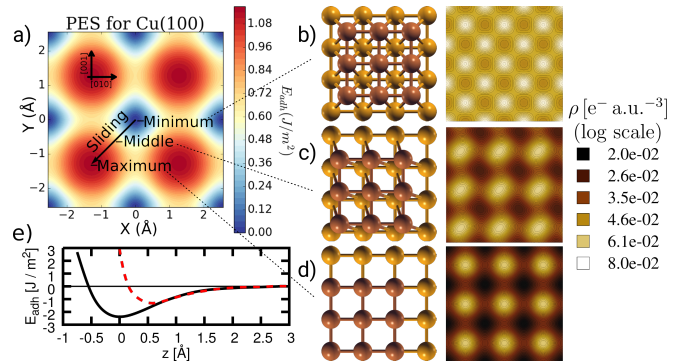 PES for Cu(100)
a)
[001]
[010]
Sliding
Minimum
Middle
Maximum
Y (Å)
2
1
0
−1
−2
−2 −1 0 1 2
X (Å)
1.08
0.96
0.84
0.72
0.60
0.48
0.36
0.24
0.12
0.00
E_adh (J/m²)
b)
c)
d)
ρ [e⁻ a.u.⁻³]
(log scale)
2.0e-02
2.6e-02
3.5e-02
4.6e-02
6.1e-02
8.0e-02
e)
E_adh [J / m²]
3
2
1
0
-1
-2
-3
-1 -0.5 0 0.5 1 1.5 2 2.5 3
z [Å]